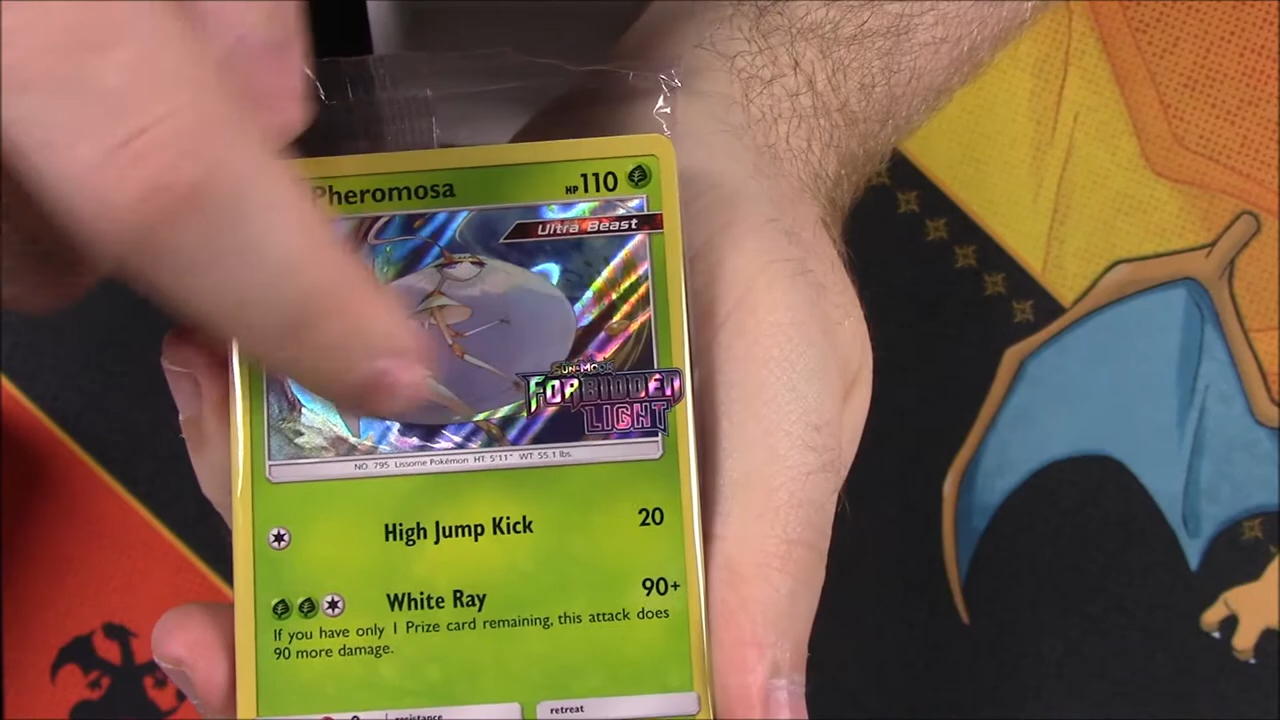 Pheromosa HP 110
Ultra Beast
SUN & MOON
FORBIDDEN
LIGHT
NO. 795 Lissome Pokémon HT: 5'11" WT: 55.1 lbs.
High Jump Kick 20
White Ray 90+
If you have only 1 Prize card remaining, this attack does
90 more damage.
resistance retreat